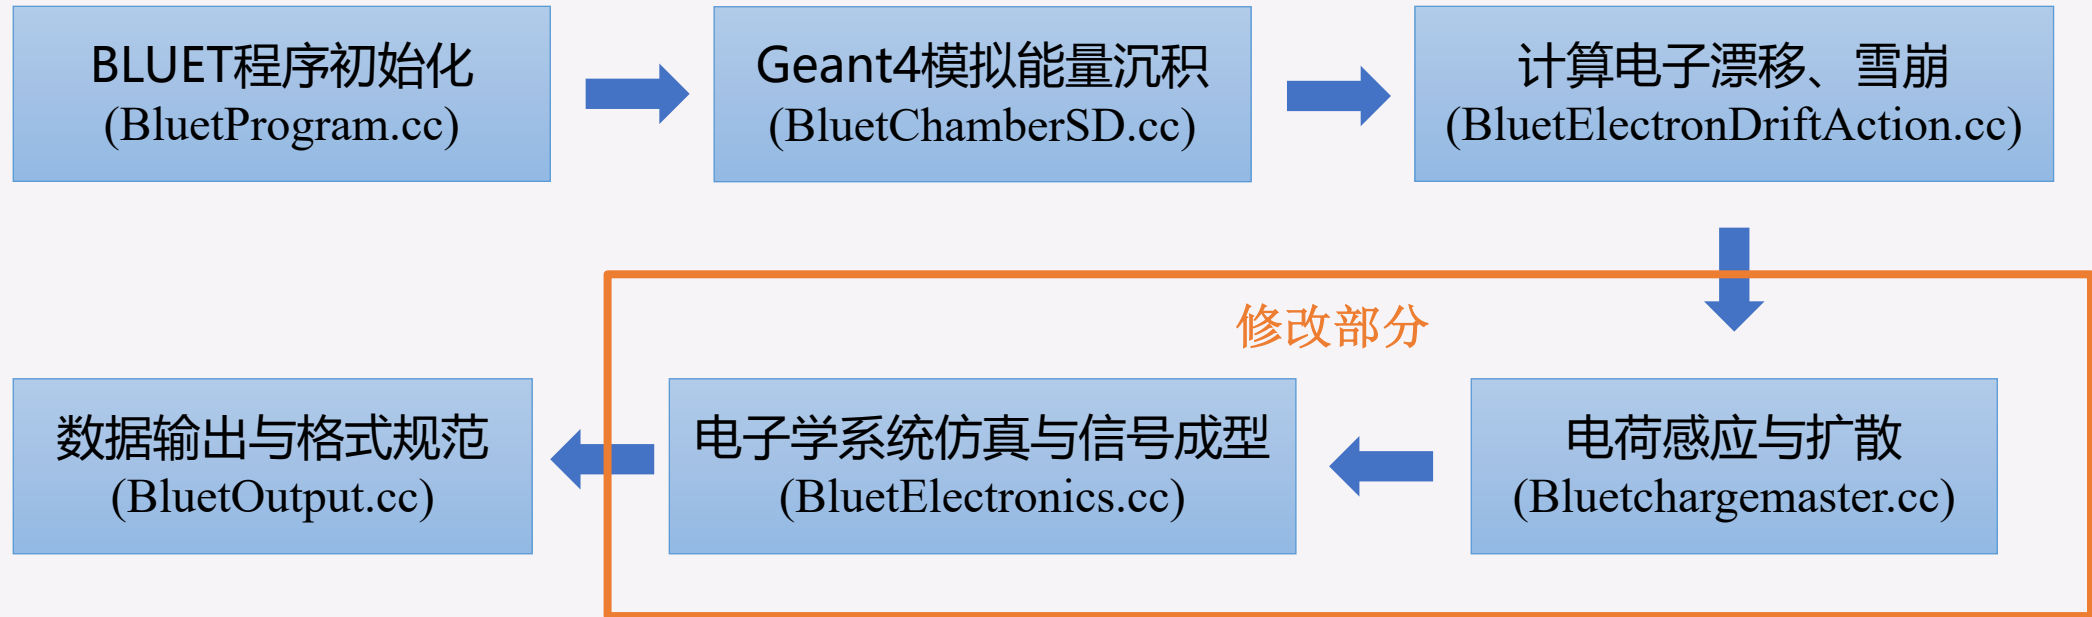 BLUET程序初始化
(BluetProgram.cc)
Geant4模拟能量沉积
(BluetChamberSD.cc)
计算电子漂移、雪崩
(BluetElectronDriftAction.cc)
修改部分
电荷感应与扩散
(Bluetchargemaster.cc)
电子学系统仿真与信号成型
(BluetElectronics.cc)
数据输出与格式规范
(BluetOutput.cc)